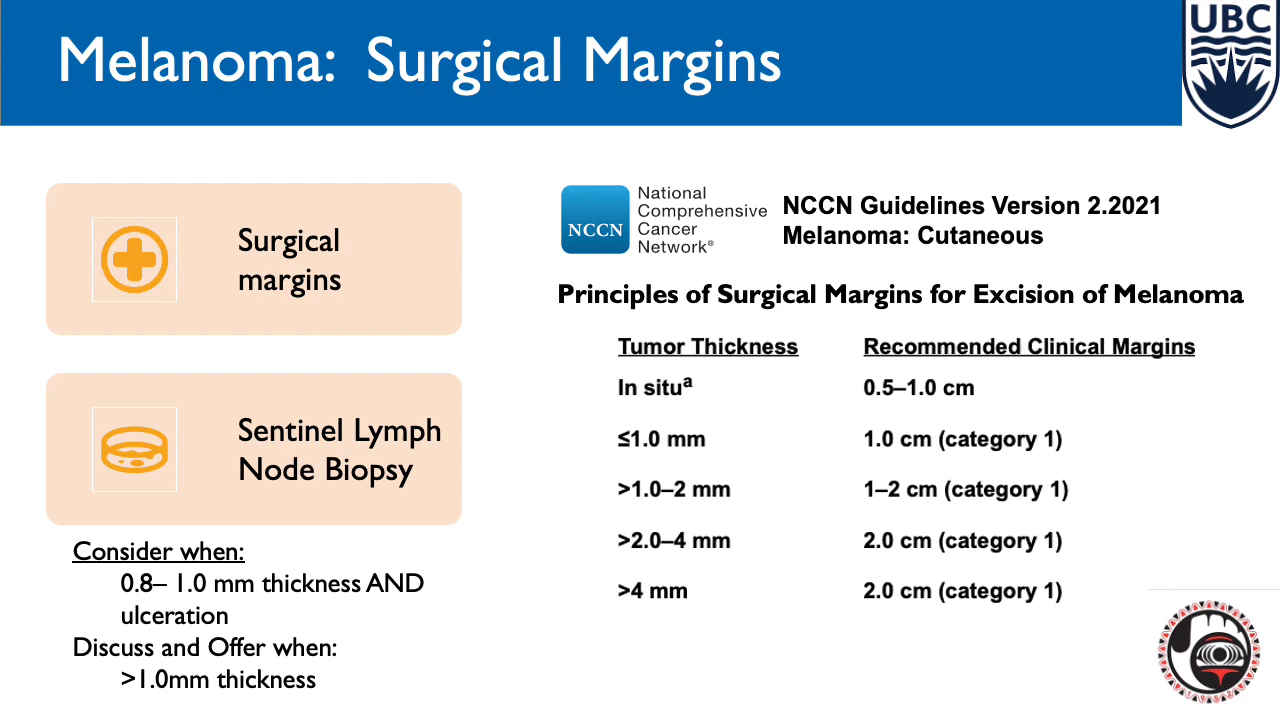 Melanoma: Surgical Margins
UBC
Surgical
margins
Sentinel Lymph
Node Biopsy
Consider when:
0.8– 1.0 mm thickness AND
ulceration
Discuss and Offer when:
>1.0mm thickness
NCCN
National
Comprehensive
Cancer
Network®
NCCN Guidelines Version 2.2021
Melanoma: Cutaneous
Principles of Surgical Margins for Excision of Melanoma
Tumor Thickness Recommended Clinical Margins
In situᵃ 0.5–1.0 cm
≤1.0 mm 1.0 cm (category 1)
>1.0–2 mm 1–2 cm (category 1)
>2.0–4 mm 2.0 cm (category 1)
>4 mm 2.0 cm (category 1)
1952